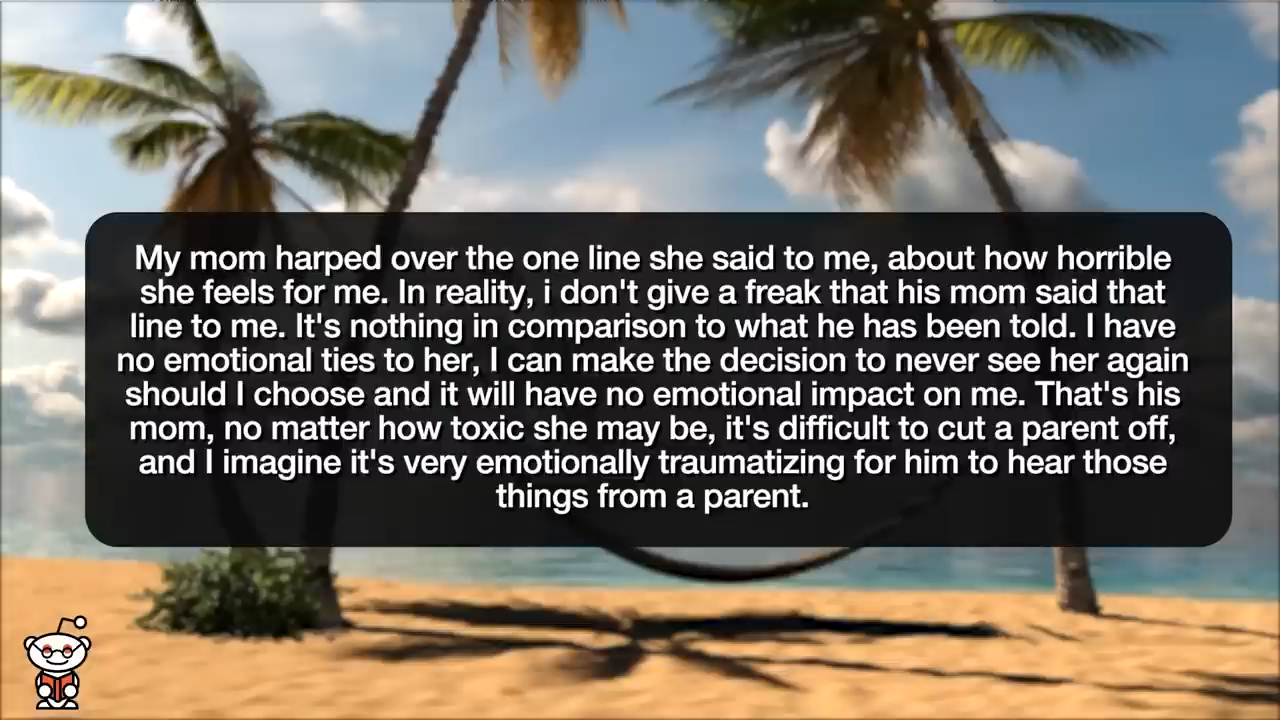 My mom harped over the one line she said to me, about how horrible
she feels for me. In reality, i don't give a freak that his mom said that
line to me. It's nothing in comparison to what he has been told. I have
no emotional ties to her, I can make the decision to never see her again
should I choose and it will have no emotional impact on me. That's his
mom, no matter how toxic she may be, it's difficult to cut a parent off,
and I imagine it's very emotionally traumatizing for him to hear those
things from a parent.